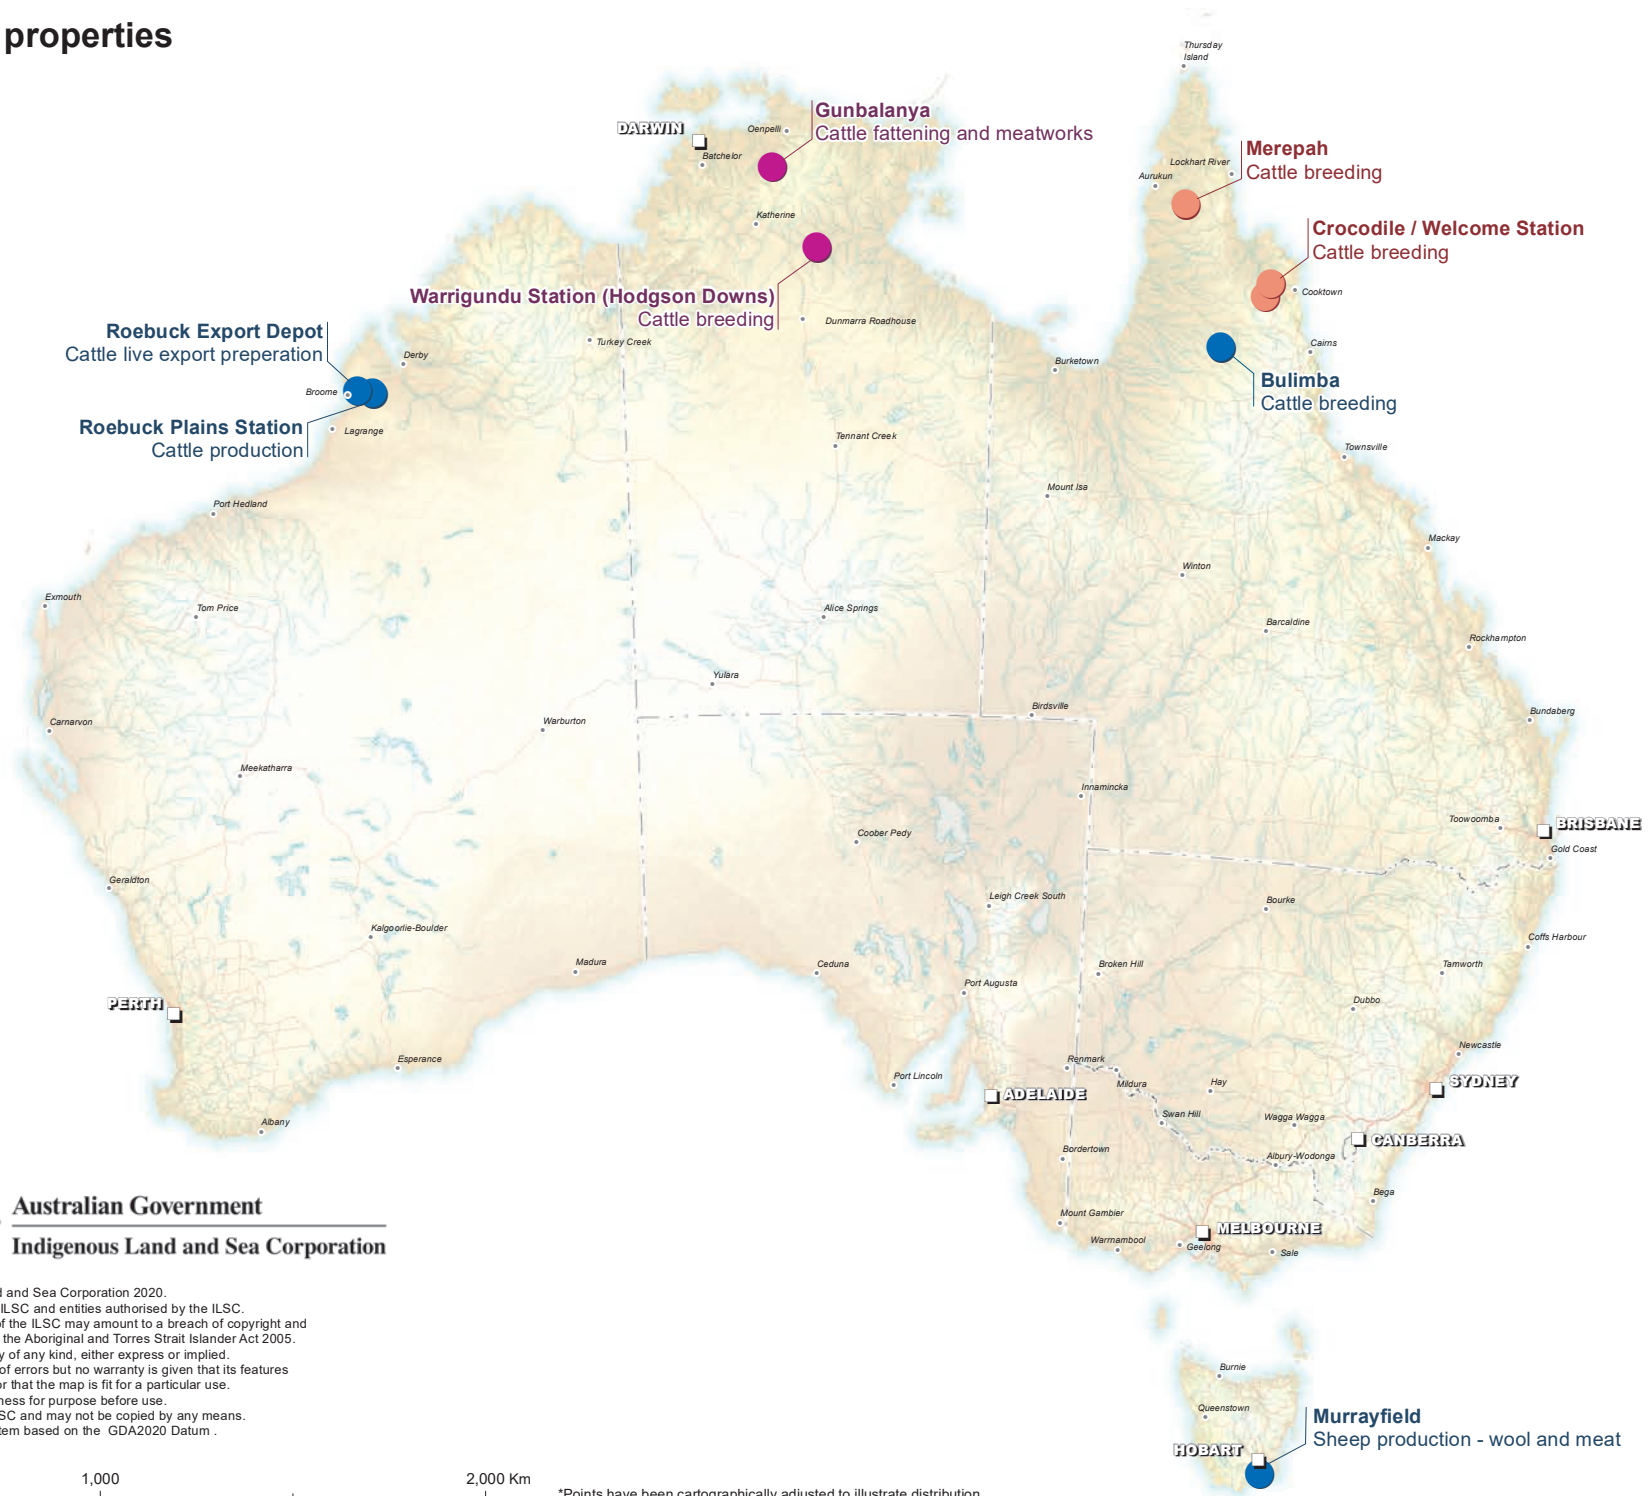 properties
Thursday
Island
Gunbalanya
Cattle fattening and meatworks
DARWIN
Oenpelli
Batchelor
Merepah
Cattle breeding
Lockhart River
Aurukun
Katherine
Crocodile / Welcome Station
Cattle breeding
Cooktown
Warrigundu Station (Hodgson Downs)
Cattle breeding
Dunmarra Roadhouse
Roebuck Export Depot
Cattle live export preperation
Turkey Creek
Derby
Cairns
Burketown
Bulimba
Cattle breeding
Broome
Roebuck Plains Station
Cattle production
Lagrange
Tennant Creek
Townsville
Mount Isa
Port Hedland
Mackay
Winton
Exmouth
Tom Price
Alice Springs
Barcaldine
Rockhampton
Yulara
Birdsville
Bundaberg
Carnarvon
Warburton
Meekatharra
Innamincka
Coober Pedy
Toowoomba
BRISBANE
Gold Coast
Geraldton
Leigh Creek South
Bourke
Kalgoorlie-Boulder
Coffs Harbour
Madura
Ceduna
Broken Hill
Tamworth
Port Augusta
PERTH
Dubbo
Newcastle
Esperance
Renmark
Port Lincoln
Mildura
Hay
SYDNEY
ADELAIDE
Swan Hill
Wagga Wagga
Albany
CANBERRA
Bordertown
Albury-Wodonga
Bega
Mount Gambier
MELBOURNE
Warrnambool
Geelong
Sale
Australian Government
Indigenous Land and Sea Corporation
d and Sea Corporation 2020.
ILSC and entities authorised by the ILSC.
of the ILSC may amount to a breach of copyright and
the Aboriginal and Torres Strait Islander Act 2005.
y of any kind, either express or implied.
of errors but no warranty is given that its features
or that the map is fit for a particular use.
ness for purpose before use.
SC and may not be copied by any means.
tem based on the GDA2020 Datum .
Burnie
Queenstown
Murrayfield
Sheep production - wool and meat
HOBART
1,000
2,000 Km
*Points have been cartographically adjusted to illustrate distribution